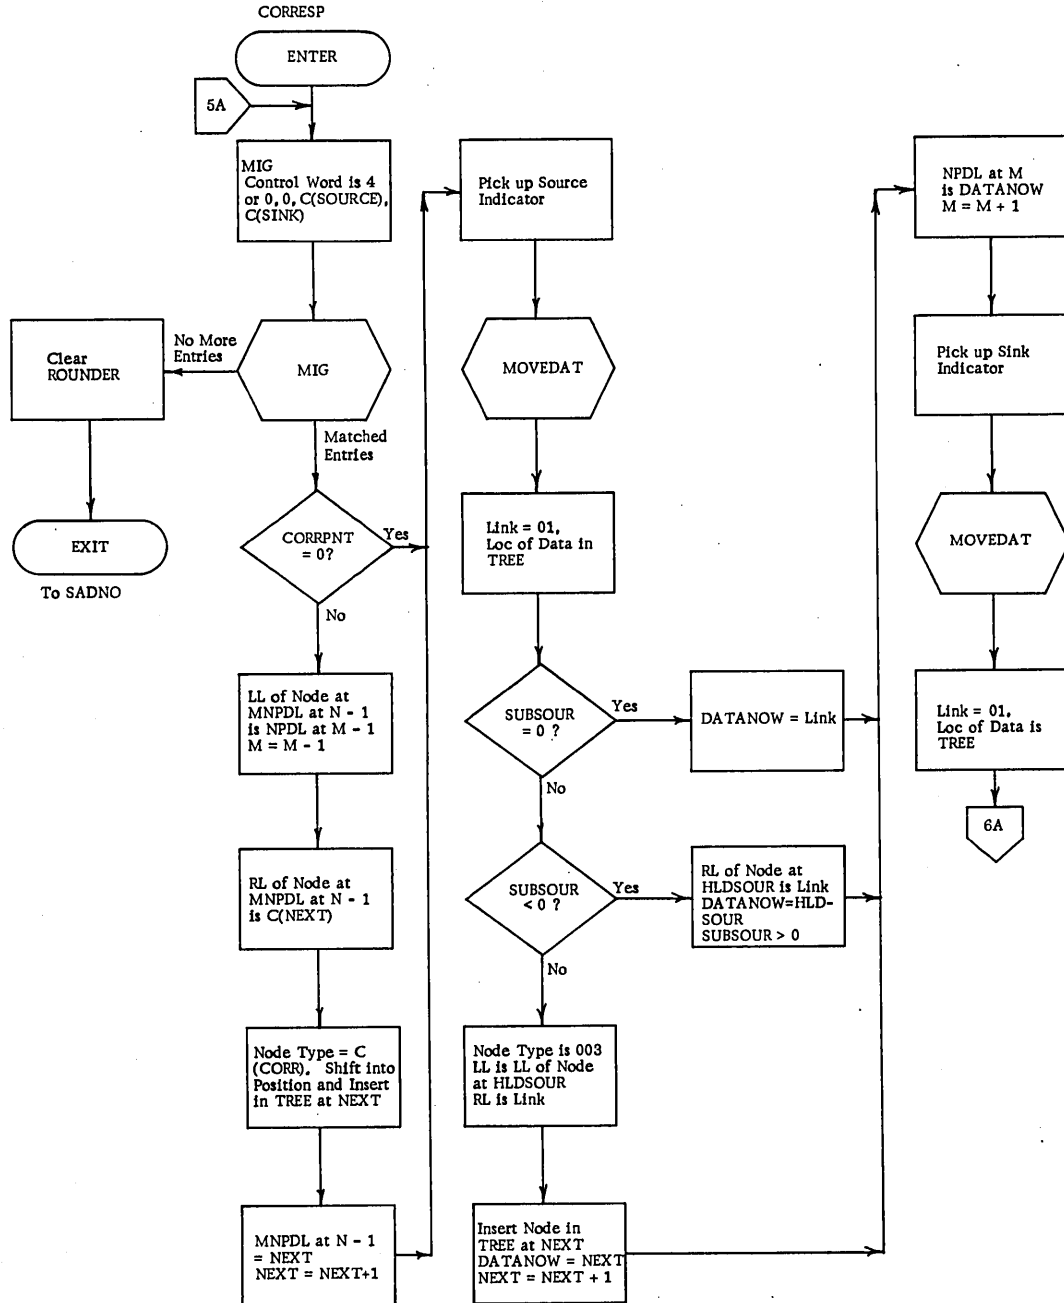 CORRESP
ENTER
5A
MIG
Control Word is 4
or 0, 0, C(SOURCE),
C(SINK)
No More
Entries
MIG
Clear
ROUNDER
Matched
Entries
EXIT
To SADNO
CORRPNT
= 0?
Yes
No
LL of Node at
MNPDL at N - 1
is NPDL at M - 1
M = M - 1
RL of Node at
MNPDL at N - 1
is C(NEXT)
Node Type = C
(CORR). Shift into
Position and Insert
in TREE at NEXT
MNPDL at N - 1
= NEXT
NEXT = NEXT+1
Pick up Source
Indicator
MOVEDAT
Link = 01,
Loc of Data in
TREE
SUBSOUR
= 0 ?
Yes
DATANOW = Link
No
SUBSOUR
< 0 ?
Yes
RL of Node at
HLDSOUR is Link
DATANOW=HLD-
SOUR
SUBSOUR > 0
No
Node Type is 003
LL is LL of Node
at HLDSOUR
RL is Link
Insert Node in
TREE at NEXT
DATANOW = NEXT
NEXT = NEXT + 1
NPDL at M
is DATANOW
M = M + 1
Pick up Sink
Indicator
MOVEDAT
Link = 01,
Loc of Data is
TREE
6A